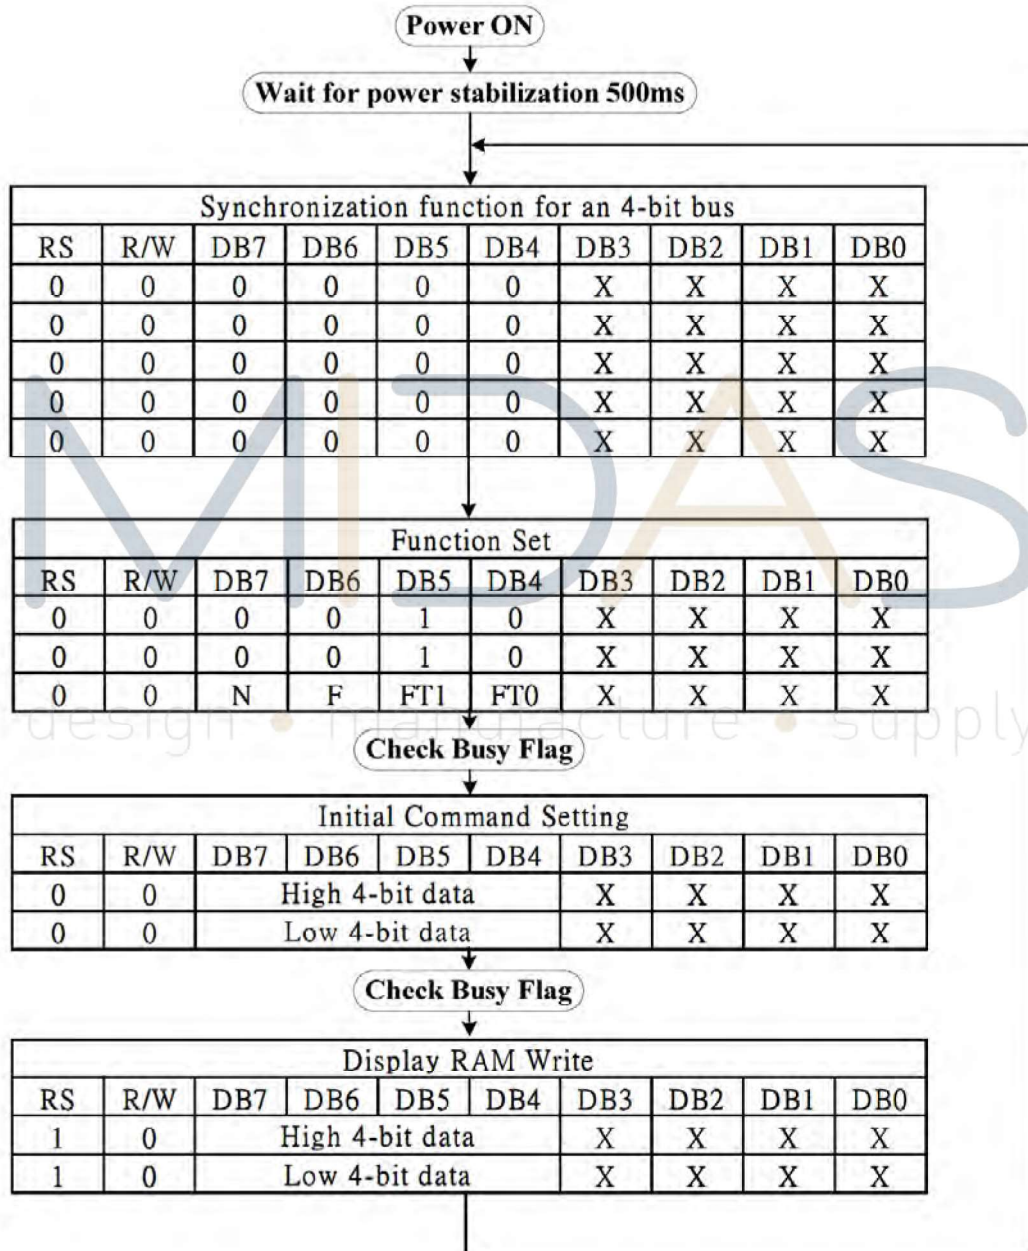 Power ON
Wait for power stabilization 500ms
Synchronization function for an 4-bit bus
RS R/W DB7 DB6 DB5 DB4 DB3 DB2 DB1 DB0
0 0 0 0 0 0 X X X X
0 0 0 0 0 0 X X X X
0 0 0 0 0 0 X X X X
0 0 0 0 0 0 X X X X
0 0 0 0 0 0 X X X X
MIDAS
Function Set
RS R/W DB7 DB6 DB5 DB4 DB3 DB2 DB1 DB0
0 0 0 0 1 0 X X X X
0 0 0 0 1 0 X X X X
0 0 N F FT1 FT0 X X X X
design • manufacture • supply
Check Busy Flag
Initial Command Setting
RS R/W DB7 DB6 DB5 DB4 DB3 DB2 DB1 DB0
0 0 High 4-bit data X X X X
0 0 Low 4-bit data X X X X
Check Busy Flag
Display RAM Write
RS R/W DB7 DB6 DB5 DB4 DB3 DB2 DB1 DB0
1 0 High 4-bit data X X X X
1 0 Low 4-bit data X X X X